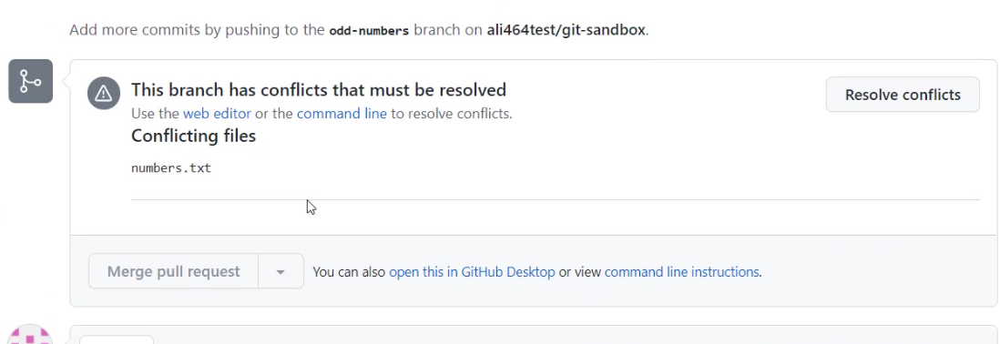 Add more commits by pushing to the odd-numbers branch on ali464test/git-sandbox.
This branch has conflicts that must be resolved
Resolve conflicts
Use the web editor or the command line to resolve conflicts.
Conflicting files
numbers.txt
Merge pull request
You can also open this in GitHub Desktop or view command line instructions.